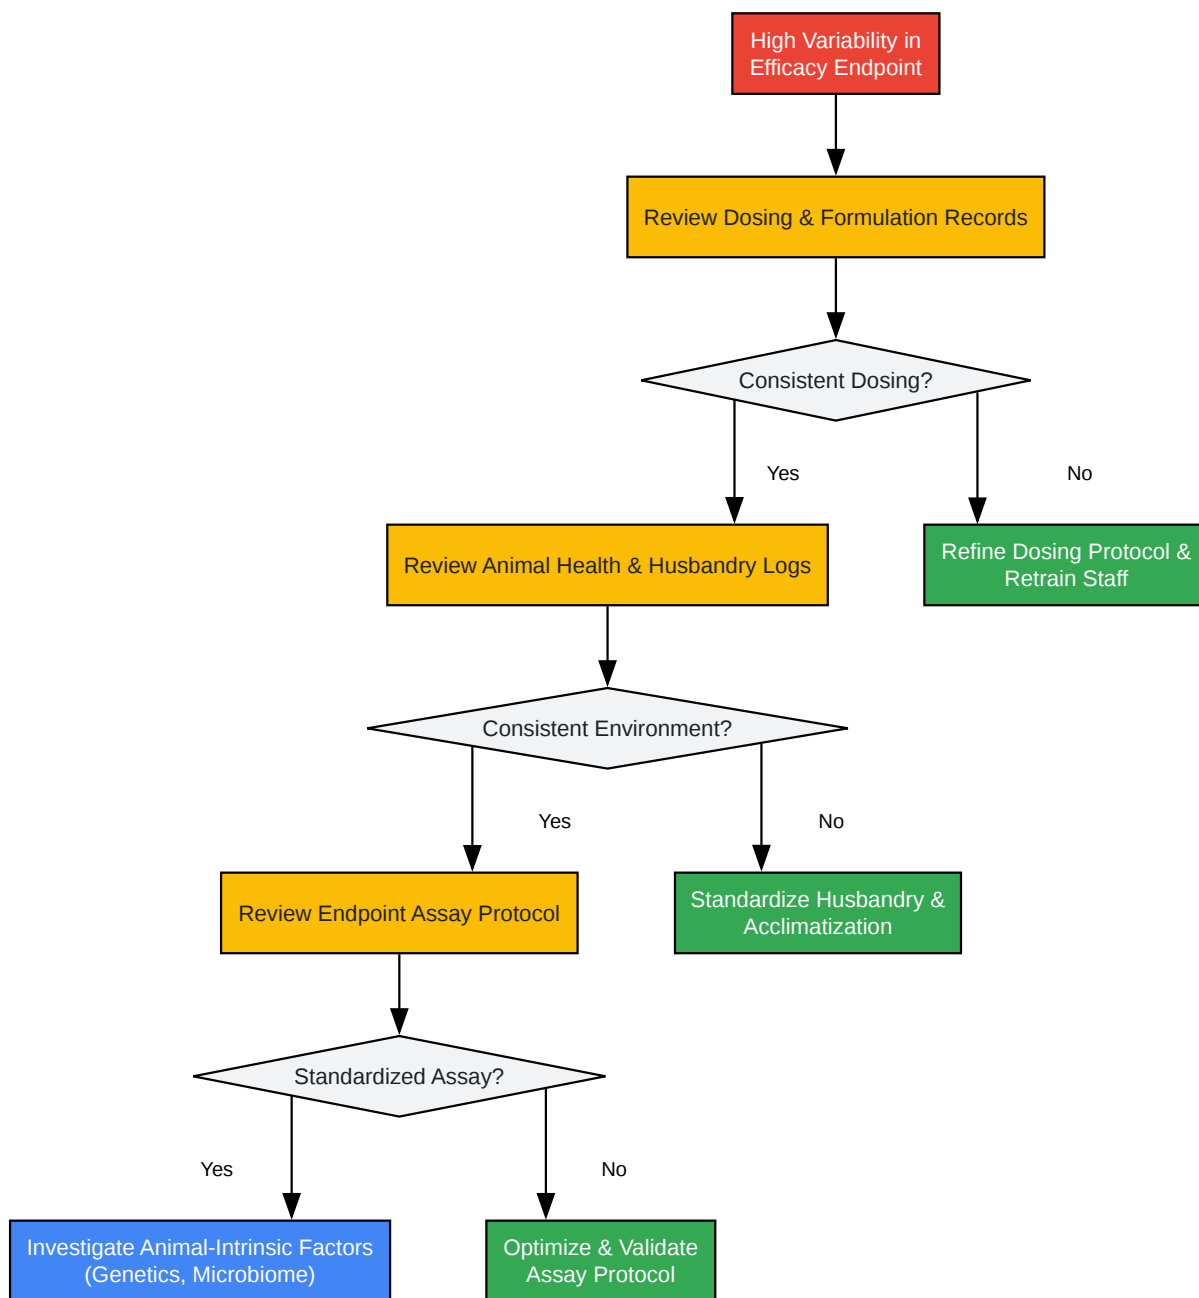 High Variability in
Efficacy Endpoint
Review Dosing & Formulation Records
Consistent Dosing?
Yes
No
Review Animal Health & Husbandry Logs
Refine Dosing Protocol &
Retrain Staff
Consistent Environment?
Yes
No
Review Endpoint Assay Protocol
Standardize Husbandry &
Acclimatization
Standardized Assay?
Yes
No
Investigate Animal-Intrinsic Factors
(Genetics, Microbiome)
Optimize & Validate
Assay Protocol